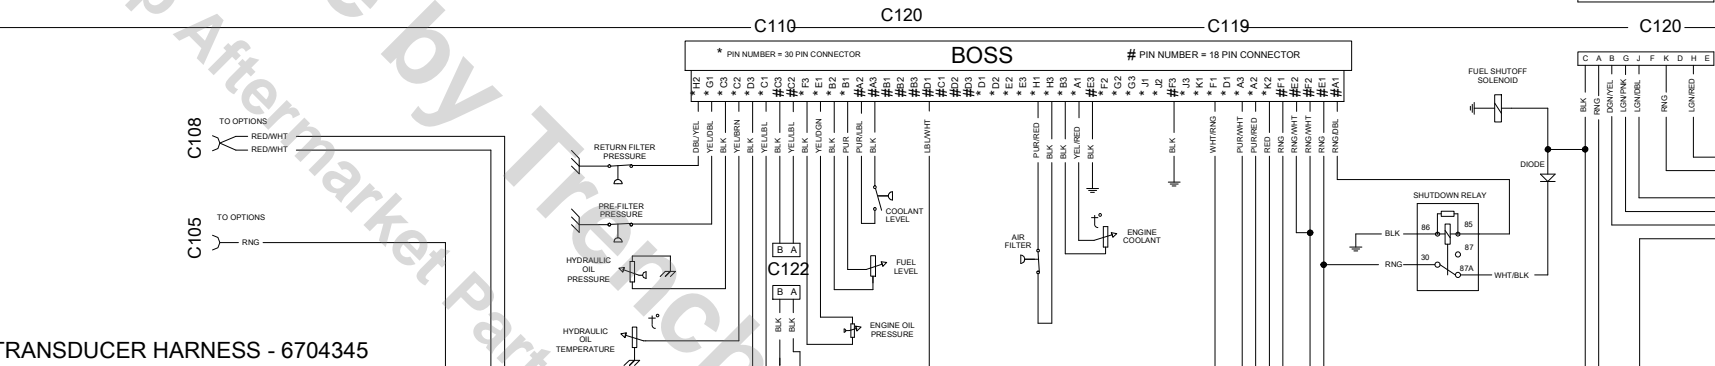 C110 C120 C119 C120
* PIN NUMBER = 30 PIN CONNECTOR BOSS # PIN NUMBER = 18 PIN CONNECTOR
* H2 * G1 * C3 * C2 * D3 * C1 #C3 #C2 * F3 * E1 * B2 * B1 #A2 #A3 #B1 #B2 #B3 #D1 #C1 #D2 #D3 * D1 * D2 * E2 * E3 * H1 * H3 * B3 * A1 #E3 * F2 * G2 * G3 * J1 * J2 #F3 * J3 * K1 * F1 * D1 * A3 * A2 * K2 #F1 #E2 #F2 #E1 #A1
DBL/YEL YEL/DBL BLK YEL/BRN BLK YEL/LBL BLK YEL/LBL BLK YEL/DGN BLK PUR PUR/LBL BLK LBL/WHT PUR/RED BLK BLK YEL/RED BLK BLK WHT/RNG PUR/WHT PUR/RED RED RNG RNG/WHT RNG/WHT RNG RNG/DBL
C A B G J F K D H E
BLK RNG DGN/YEL LGN/PNK LGN/DBL RNG LGN/RED
FUEL SHUTOFF
SOLENOID
DIODE
C108
TO OPTIONS
RED/WHT
RED/WHT
C105
TO OPTIONS
RNG
RETURN FILTER
PRESSURE
PRE-FILTER
PRESSURE
HYDRAULIC
OIL
PRESSURE
HYDRAULIC
OIL
TEMPERATURE
t°
B A
C122
B A
BLK BLK
COOLANT
LEVEL
FUEL
LEVEL
ENGINE OIL
PRESSURE
AIR
FILTER
t°
ENGINE
COOLANT
SHUTDOWN RELAY
BLK 86 85
87
RNG 30 87A
WHT/BLK
TRANSDUCER HARNESS - 6704345
p Aftermarket Part
e by Trench